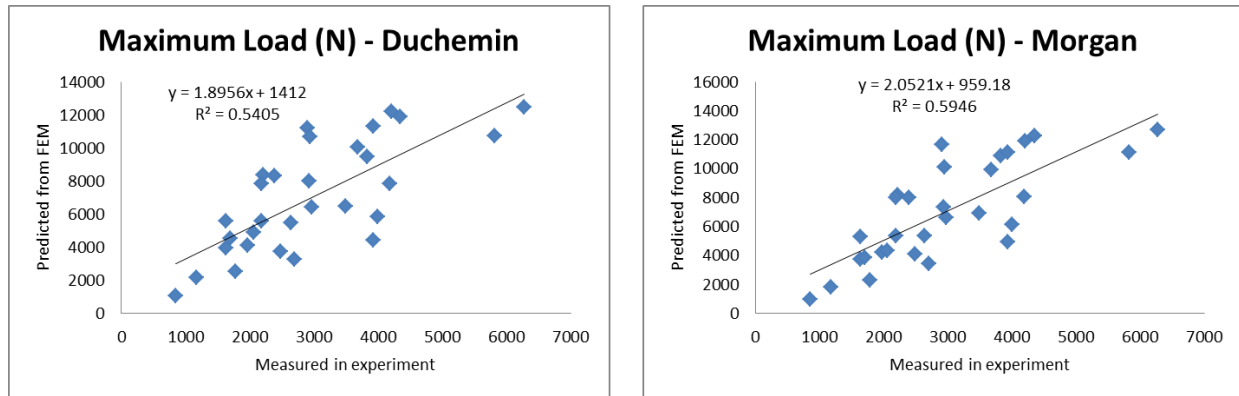 Maximum Load (N) - Duchemin
y = 1.8956x + 1412
R² = 0.5405
Predicted from FEM
14000
12000
10000
8000
6000
4000
2000
0
0 1000 2000 3000 4000 5000 6000 7000
Measured in experiment
Maximum Load (N) - Morgan
y = 2.0521x + 959.18
R² = 0.5946
Predicted from FEM
16000
14000
12000
10000
8000
6000
4000
2000
0
0 1000 2000 3000 4000 5000 6000 7000
Measured in experiment